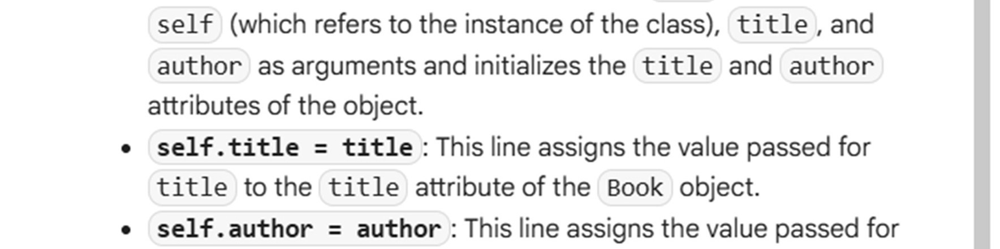 self (which refers to the instance of the class), title, and
author as arguments and initializes the title and author
attributes of the object.
• self.title = title: This line assigns the value passed for
title to the title attribute of the Book object.
• self.author = author: This line assigns the value passed for